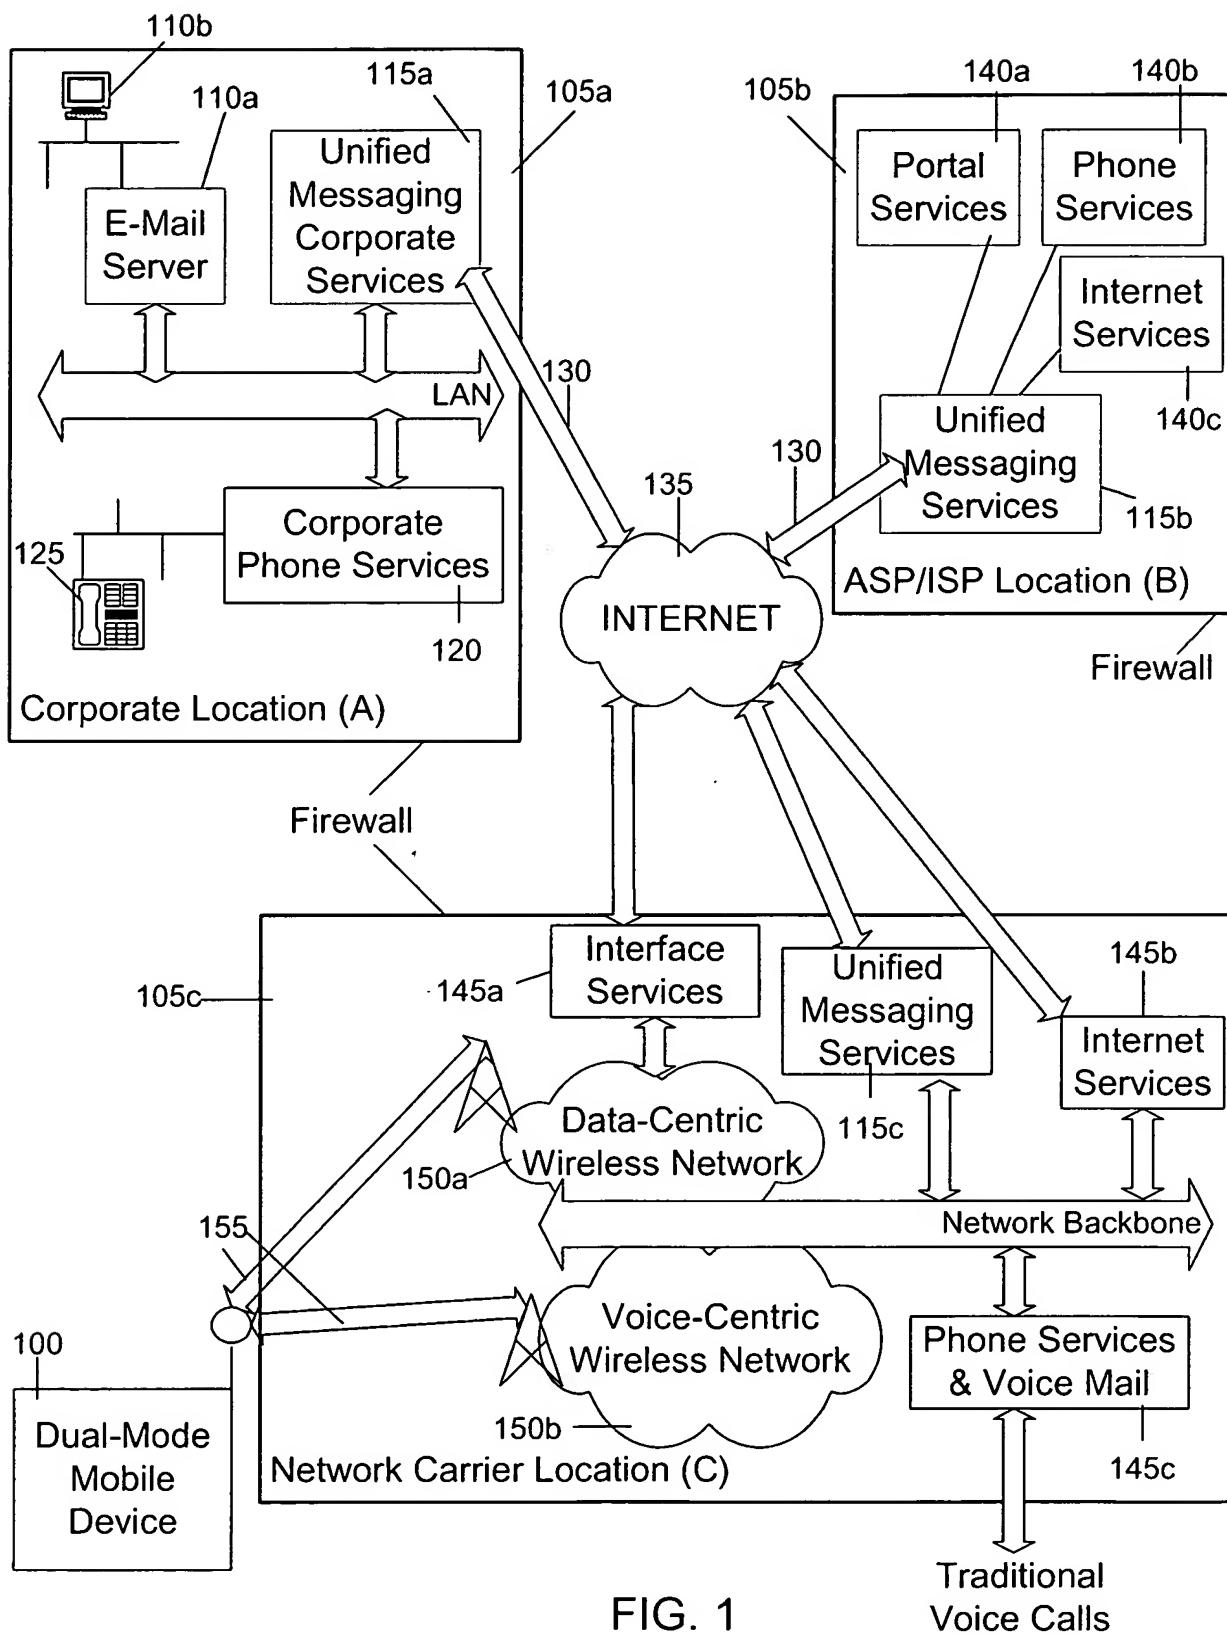 110b
115a
110a
105a
140a
140b
105b
Unified
Messaging
Corporate
Services
E-Mail
Server
Portal
Services
Phone
Services
Internet
Services
LAN
130
140c
Unified
Messaging
Services
130
115b
135
Corporate
Phone Services
125
120
INTERNET
ASP/ISP Location (B)
Firewall
Corporate Location (A)
Firewall
Interface
Services
145a
Unified
Messaging
Services
145b
105c
Internet
Services
115c
Data-Centric
Wireless Network
150a
Network Backbone
155
Voice-Centric
Wireless Network
Phone Services
& Voice Mail
100
150b
145c
Dual-Mode
Mobile
Device
Network Carrier Location (C)
Traditional
Voice Calls
FIG. 1